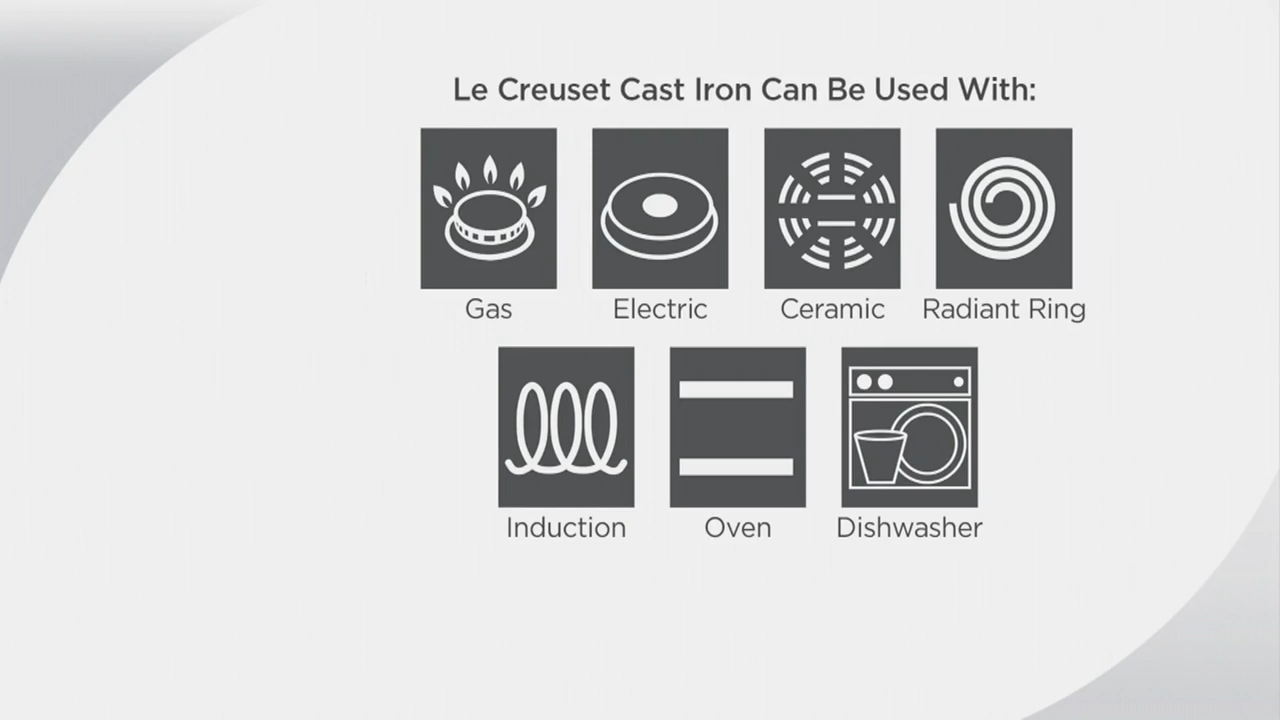 Le Creuset Cast Iron Can Be Used With:
Gas
Electric
Ceramic
Radiant Ring
Induction
Oven
Dishwasher